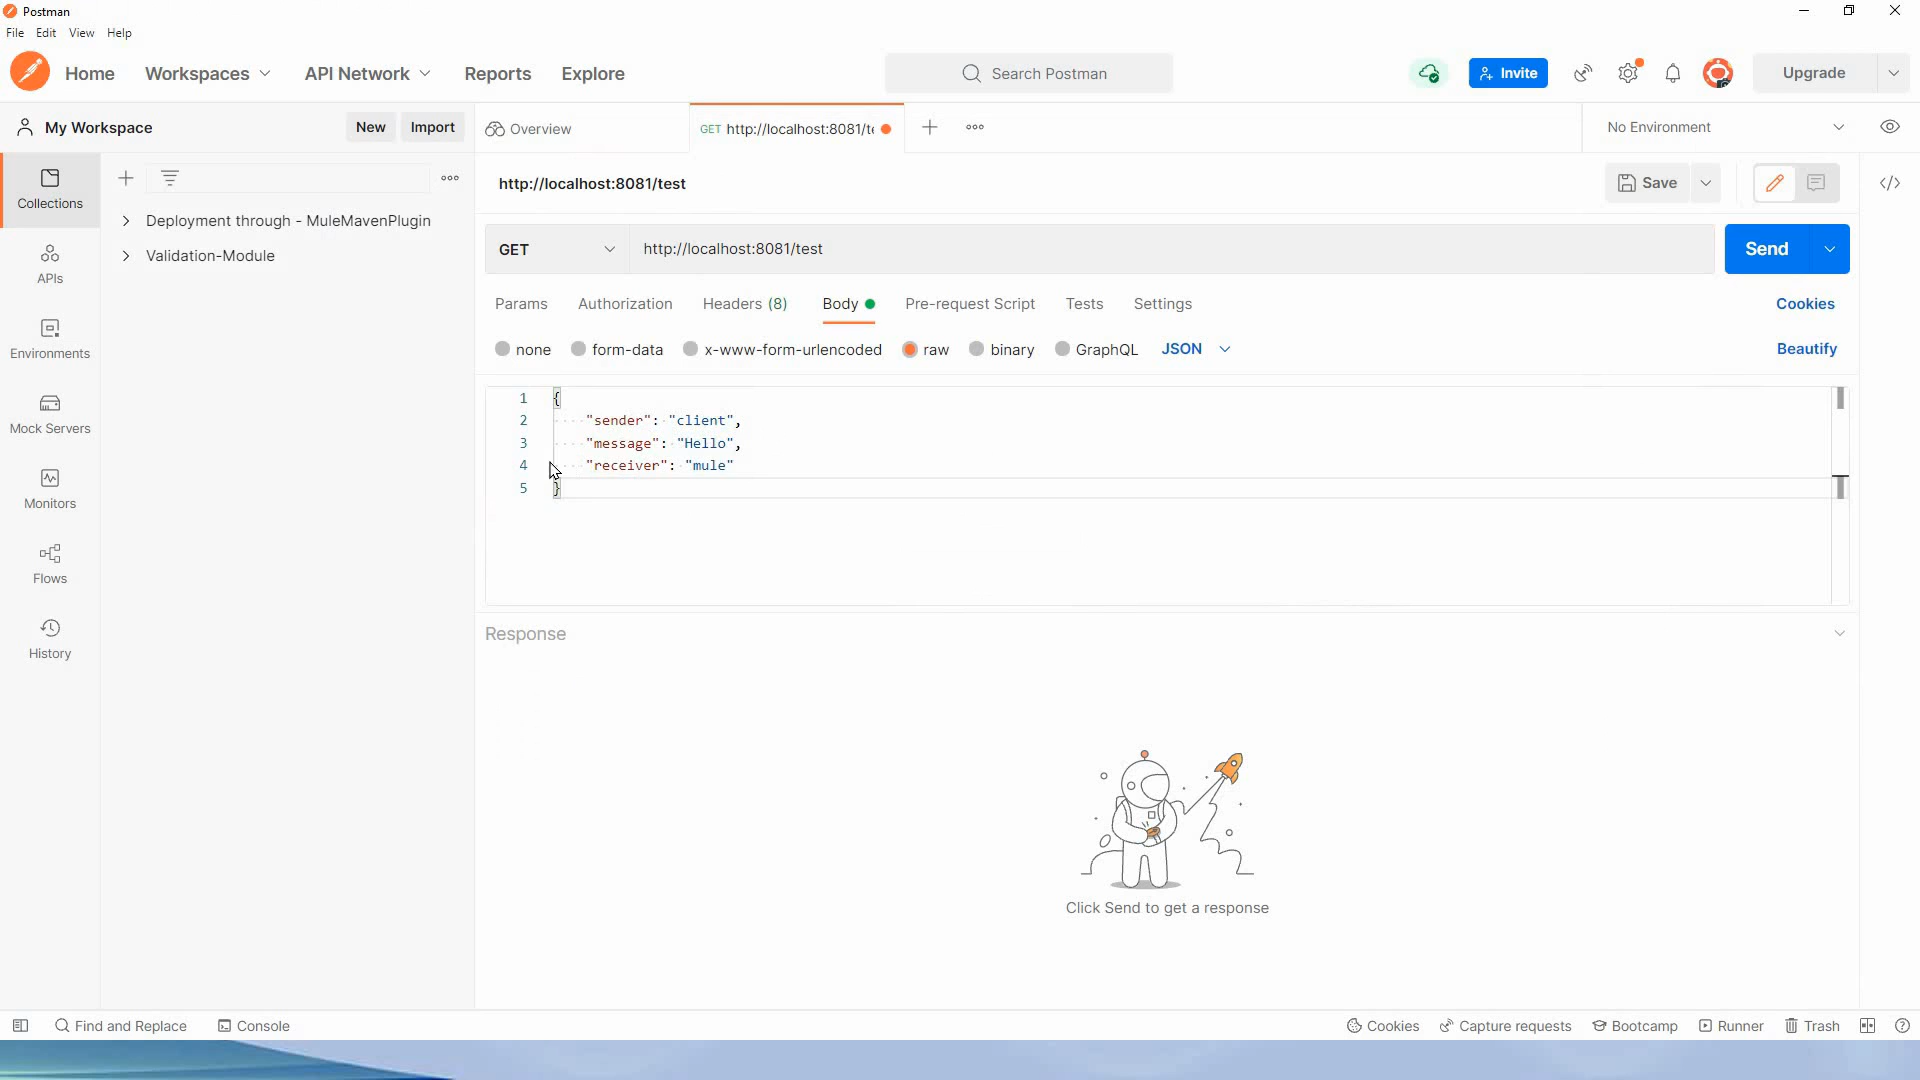 Postman
File Edit View Help
Home Workspaces API Network Reports Explore Search Postman Invite Upgrade
My Workspace New Import Overview GET http://localhost:8081/te No Environment
Collections
http://localhost:8081/test Save
Deployment through - MuleMavenPlugin
Validation-Module
GET http://localhost:8081/test Send
APIs
Params Authorization Headers (8) Body Pre-request Script Tests Settings Cookies
Environments
none form-data x-www-form-urlencoded raw binary GraphQL JSON Beautify
Mock Servers
1 {
2 "sender": "client",
3 "message": "Hello",
4 "receiver": "mule"
5 }
Monitors
Flows
History
Response
Click Send to get a response
Find and Replace Console Cookies Capture requests Bootcamp Runner Trash